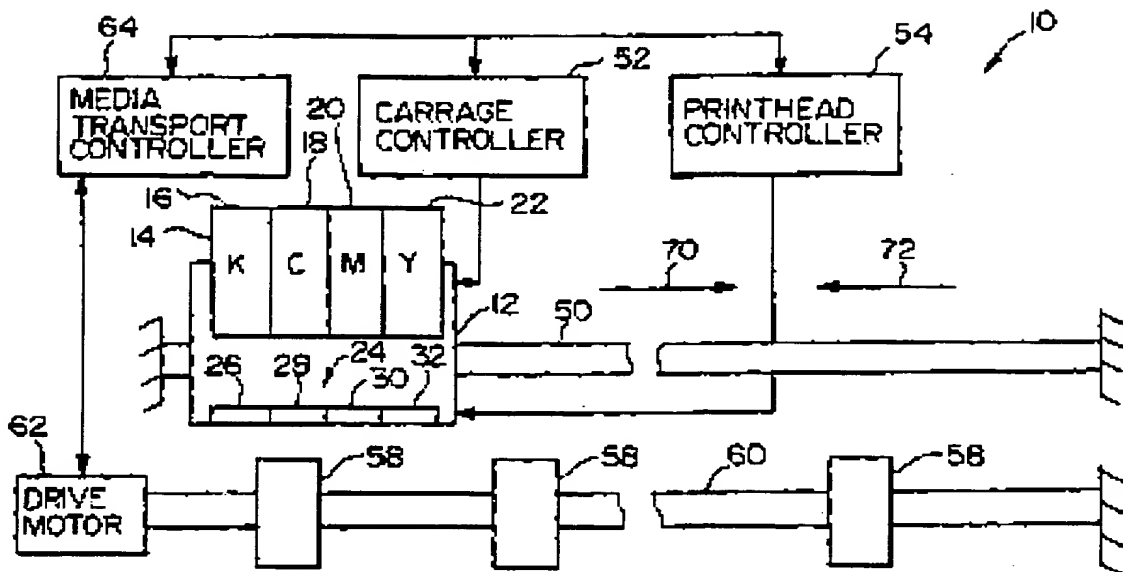 64
52
54
10
MEDIA
TRANSPORT
CONTROLLER
CARRAGE
CONTROLLER
PRINTHEAD
CONTROLLER
20
18
16
22
14
K C M Y
70
72
12
50
26 28 24 30 32
62
58
58
60
58
DRIVE
MOTOR